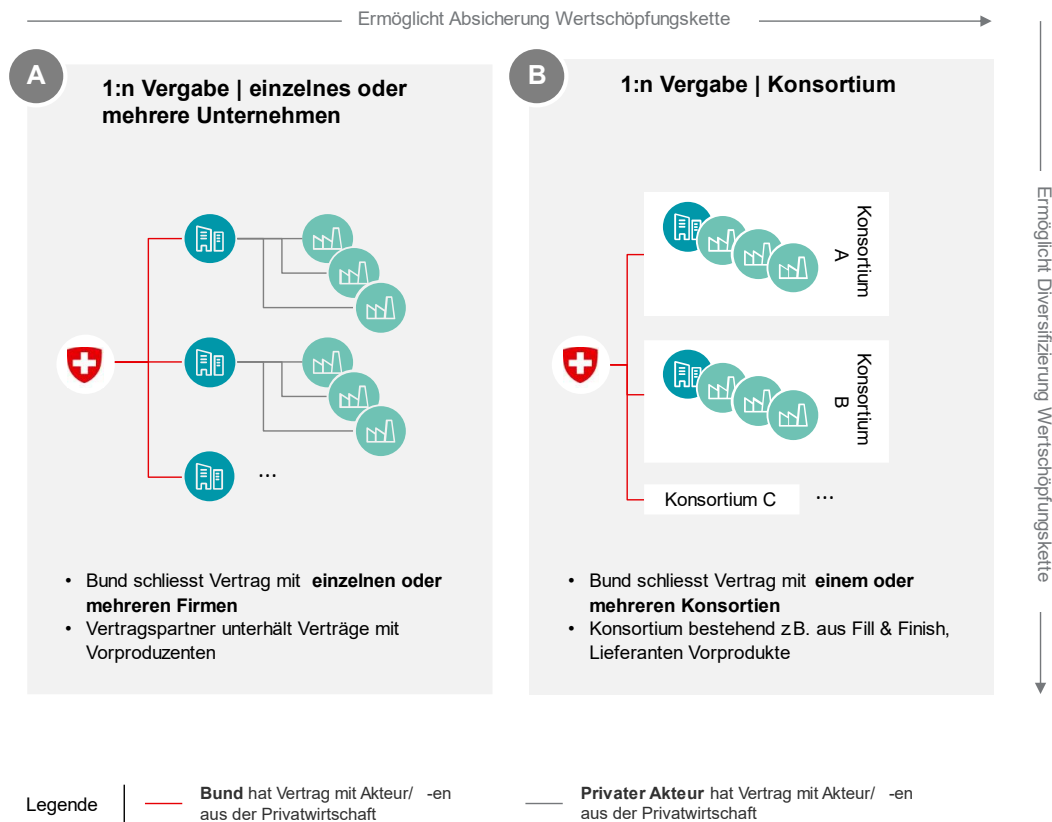 Ermöglicht Absicherung Wertschöpfungskette
A
1:n Vergabe | einzelnes oder
mehrere Unternehmen
...
• Bund schliesst Vertrag mit einzelnen oder
mehreren Firmen
• Vertragspartner unterhält Verträge mit
Vorproduzenten
B
1:n Vergabe | Konsortium
Konsortium
A
Konsortium
B
Konsortium C
...
• Bund schliesst Vertrag mit einem oder
mehreren Konsortien
• Konsortium bestehend z.B. aus Fill & Finish,
Lieferanten Vorprodukte
Ermöglicht Diversifizierung Wertschöpfungskette
Legende
Bund hat Vertrag mit Akteur/ -en
aus der Privatwirtschaft
Privater Akteur hat Vertrag mit Akteur/ -en
aus der Privatwirtschaft